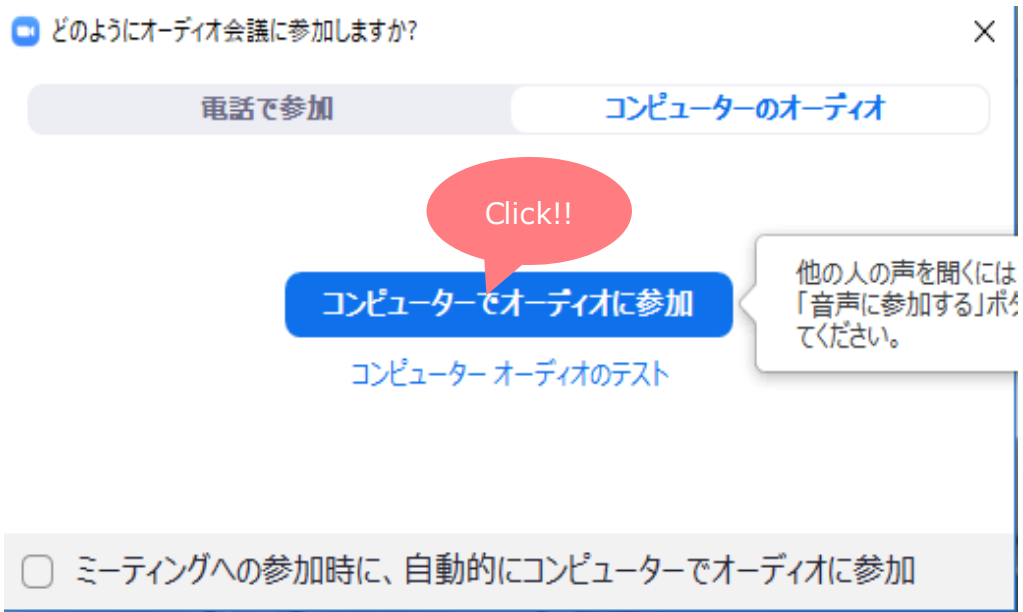 どのようにオーディオ会議に参加しますか?
電話で参加
コンピューターのオーディオ
Click!!
コンピューターでオーディオに参加
他の人の声を聞くには
「音声に参加する」ボタ
てください。
コンピューター オーディオのテスト
ミーティングへの参加時に、自動的にコンピューターでオーディオに参加